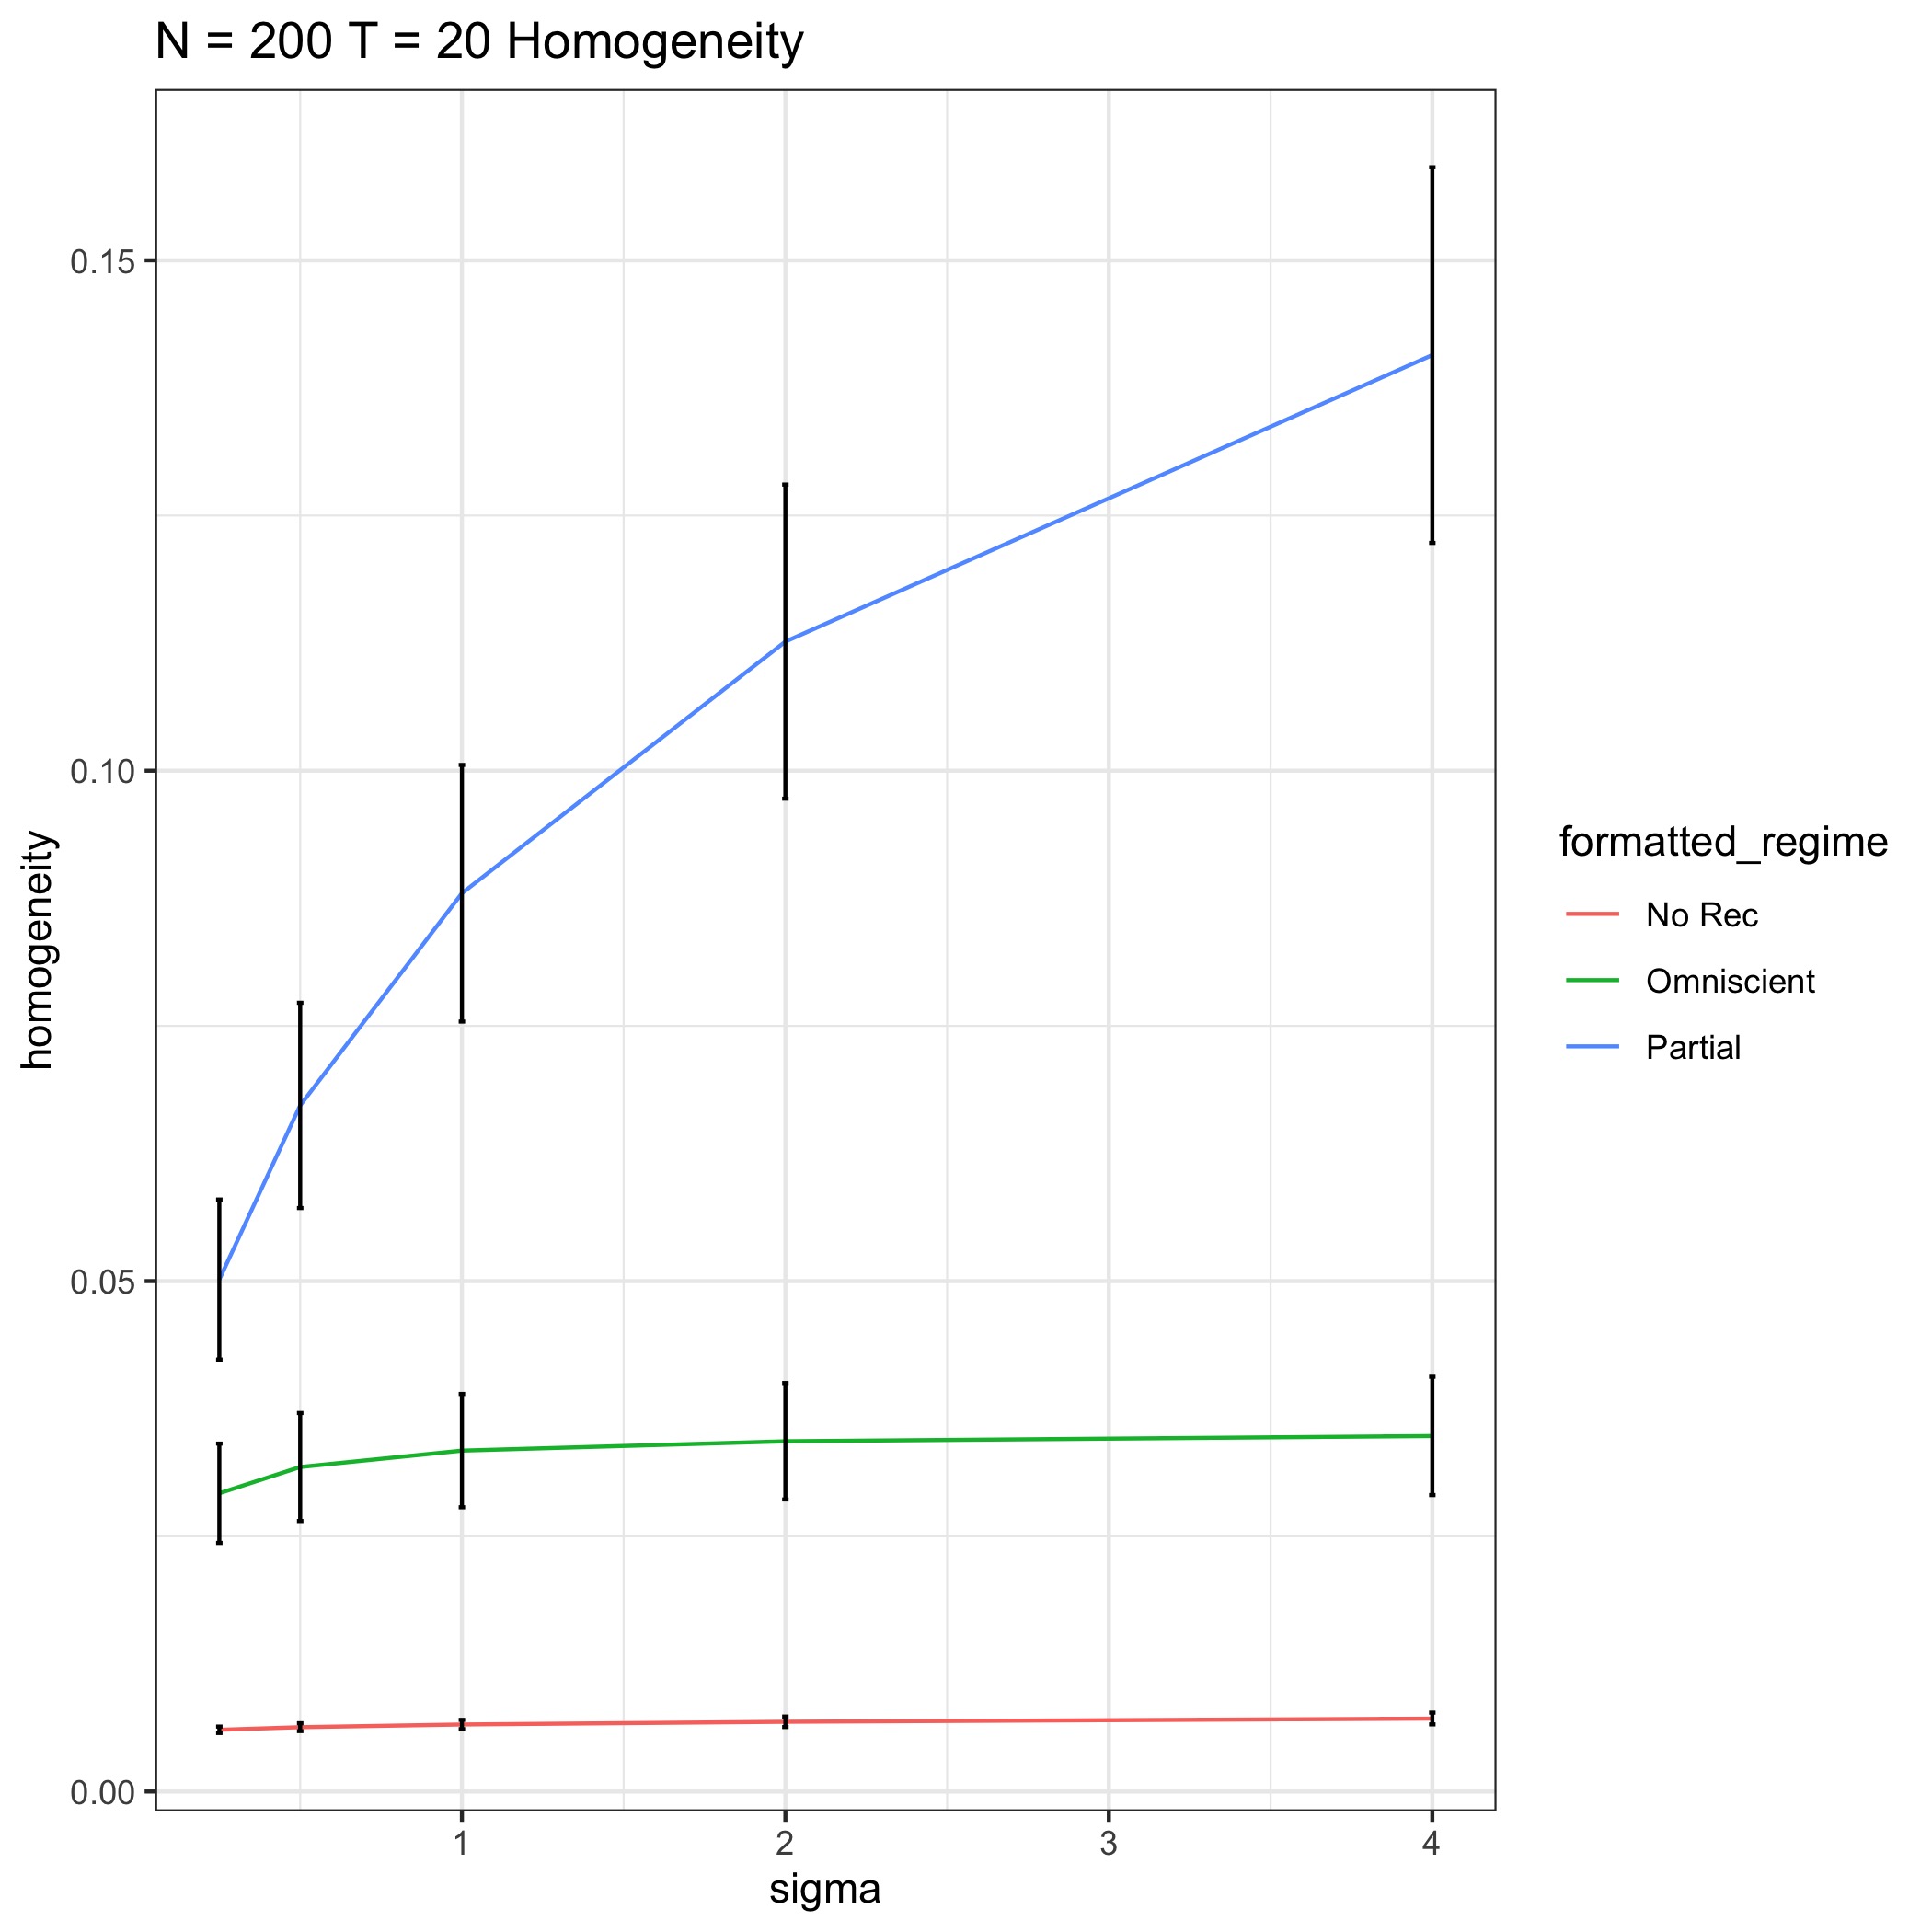 N = 200 T = 20 Homogeneity
homogeneity
0.15
0.10
0.05
0.00
1
2
3
4
sigma
formatted_regime
No Rec
Omniscient
Partial